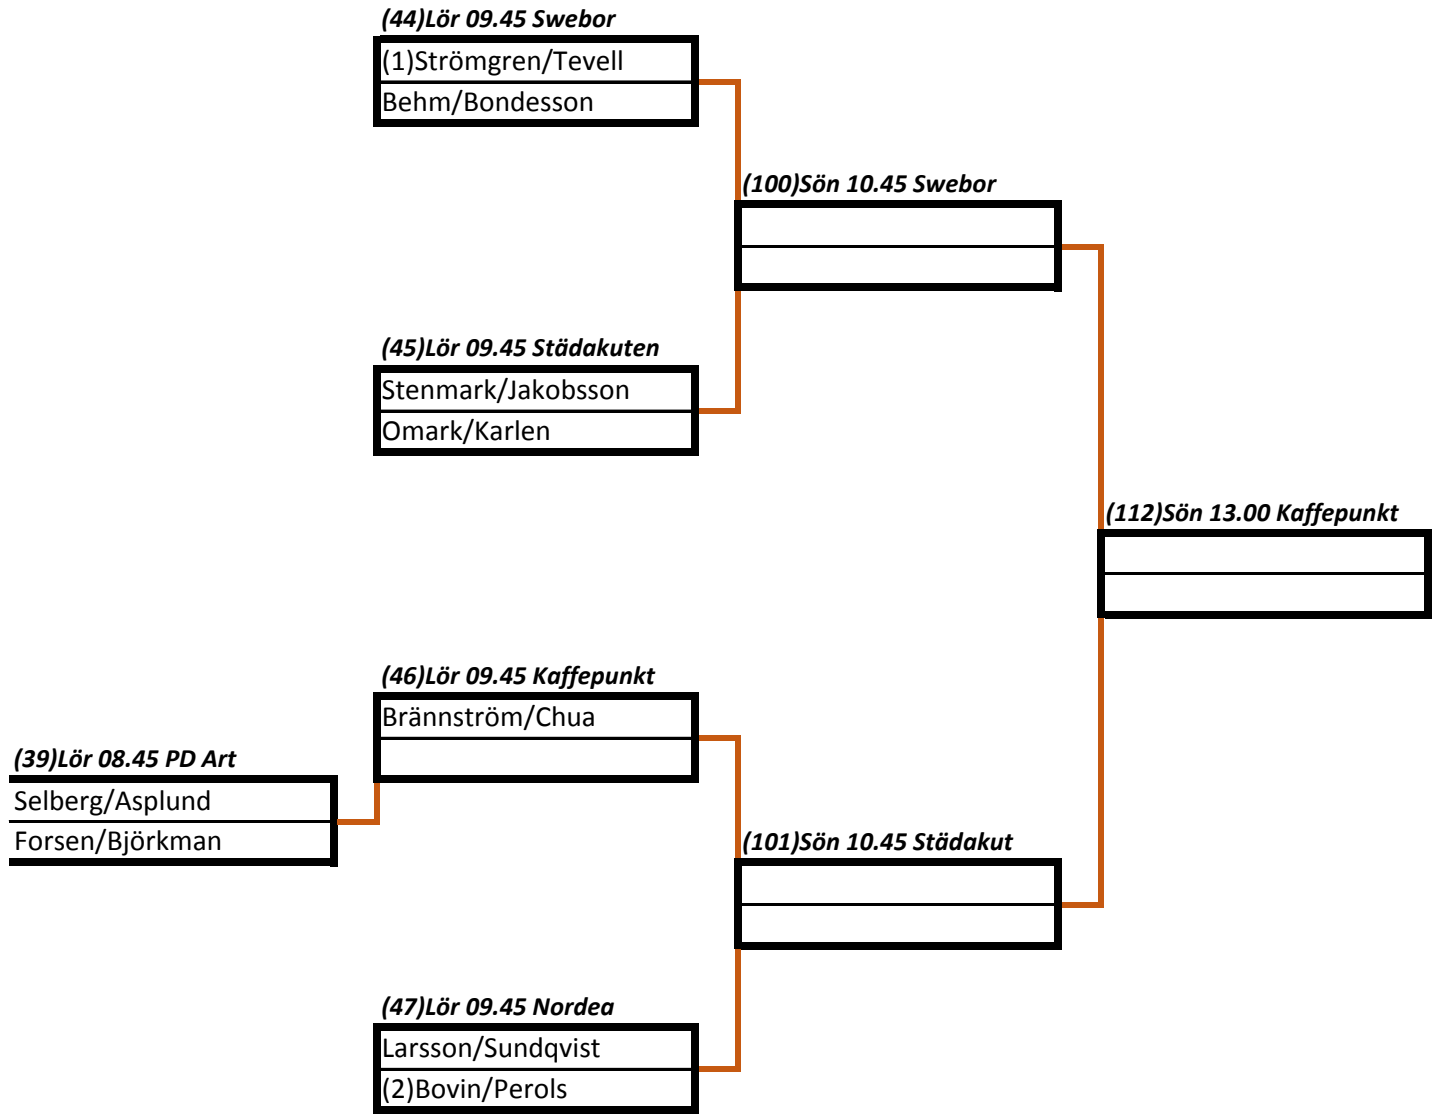 (44)Lör 09.45 Swebor
(1)Strömgren/Tevell
Behm/Bondesson
(100)Sön 10.45 Swebor
(45)Lör 09.45 Städakuten
Stenmark/Jakobsson
Omark/Karlen
(112)Sön 13.00 Kaffepunkt
(46)Lör 09.45 Kaffepunkt
Brännström/Chua
(39)Lör 08.45 PD Art
Selberg/Asplund
Forsen/Björkman
(101)Sön 10.45 Städakut
(47)Lör 09.45 Nordea
Larsson/Sundqvist
(2)Bovin/Perols